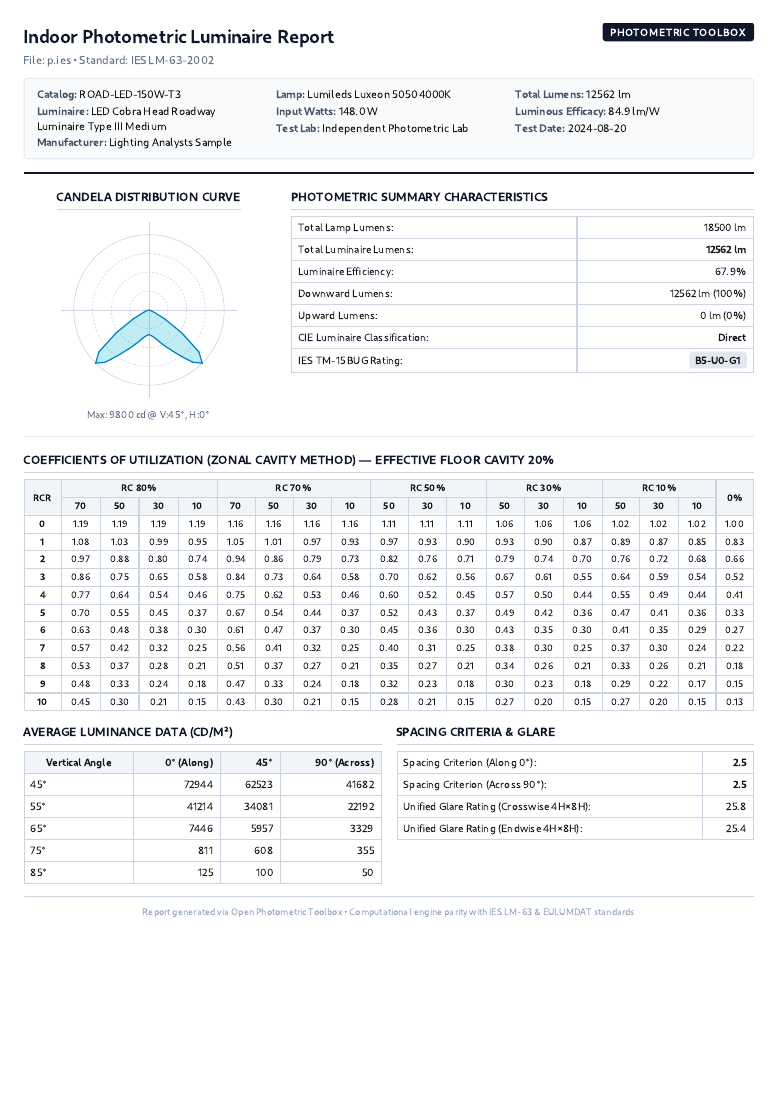 Indoor Photometric Luminaire Report
PHOTOMETRIC TOOLBOX
File: p.ies • Standard: IES LM-63-2002
Catalog: ROAD-LED-150W-T3
Luminaire: LED Cobra Head Roadway
Luminaire Type III Medium
Manufacturer: Lighting Analysts Sample
Lamp: Lumileds Luxeon 5050 4000K
Input Watts: 148.0 W
Test Lab: Independent Photometric Lab
Total Lumens: 12562 lm
Luminous Efficacy: 84.9 lm/W
Test Date: 2024-08-20
CANDELA DISTRIBUTION CURVE
Max: 9800 cd @ V:45°, H:0°
PHOTOMETRIC SUMMARY CHARACTERISTICS
Total Lamp Lumens: 18500 lm
Total Luminaire Lumens: 12562 lm
Luminaire Efficiency: 67.9%
Downward Lumens: 12562 lm (100%)
Upward Lumens: 0 lm (0%)
CIE Luminaire Classification: Direct
IES TM-15 BUG Rating: B5-U0-G1
COEFFICIENTS OF UTILIZATION (ZONAL CAVITY METHOD) — EFFECTIVE FLOOR CAVITY 20%
RCR RC 80% RC 70% RC 50% RC 30% RC 10% 0%
70 50 30 10 70 50 30 10 50 30 10 50 30 10 50 30 10
0 1.19 1.19 1.19 1.19 1.16 1.16 1.16 1.16 1.11 1.11 1.11 1.06 1.06 1.06 1.02 1.02 1.02 1.00
1 1.08 1.03 0.99 0.95 1.05 1.01 0.97 0.93 0.97 0.93 0.90 0.93 0.90 0.87 0.89 0.87 0.85 0.83
2 0.97 0.88 0.80 0.74 0.94 0.86 0.79 0.73 0.82 0.76 0.71 0.79 0.74 0.70 0.76 0.72 0.68 0.66
3 0.86 0.75 0.65 0.58 0.84 0.73 0.64 0.58 0.70 0.62 0.56 0.67 0.61 0.55 0.64 0.59 0.54 0.52
4 0.77 0.64 0.54 0.46 0.75 0.62 0.53 0.46 0.60 0.52 0.45 0.57 0.50 0.44 0.55 0.49 0.44 0.41
5 0.70 0.55 0.45 0.37 0.67 0.54 0.44 0.37 0.52 0.43 0.37 0.49 0.42 0.36 0.47 0.41 0.36 0.33
6 0.63 0.48 0.38 0.30 0.61 0.47 0.37 0.30 0.45 0.36 0.30 0.43 0.35 0.30 0.41 0.35 0.29 0.27
7 0.57 0.42 0.32 0.25 0.56 0.41 0.32 0.25 0.40 0.31 0.25 0.38 0.30 0.25 0.37 0.30 0.24 0.22
8 0.53 0.37 0.28 0.21 0.51 0.37 0.27 0.21 0.35 0.27 0.21 0.34 0.26 0.21 0.33 0.26 0.21 0.18
9 0.48 0.33 0.24 0.18 0.47 0.33 0.24 0.18 0.32 0.23 0.18 0.30 0.23 0.18 0.29 0.22 0.17 0.15
10 0.45 0.30 0.21 0.15 0.43 0.30 0.21 0.15 0.28 0.21 0.15 0.27 0.20 0.15 0.27 0.20 0.15 0.13
AVERAGE LUMINANCE DATA (CD/M²)
Vertical Angle 0° (Along) 45° 90° (Across)
45° 72944 62523 41682
55° 41214 34081 22192
65° 7446 5957 3329
75° 811 608 355
85° 125 100 50
SPACING CRITERIA & GLARE
Spacing Criterion (Along 0°): 2.5
Spacing Criterion (Across 90°): 2.5
Unified Glare Rating (Crosswise 4H×8H): 25.8
Unified Glare Rating (Endwise 4H×8H): 25.4
Report generated via Open Photometric Toolbox • Computational engine parity with IES LM-63 & EULUMDAT standards